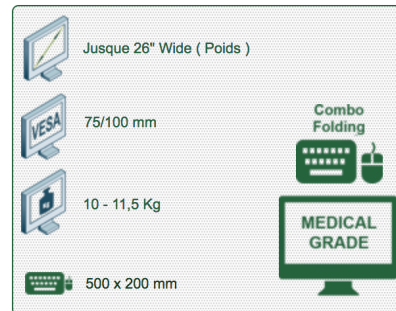 Jusque 26" Wide ( Poids )
VESA
75/100 mm
Combo
Folding
KG
10 - 11,5 Kg
MEDICAL
GRADE
500 x 200 mm